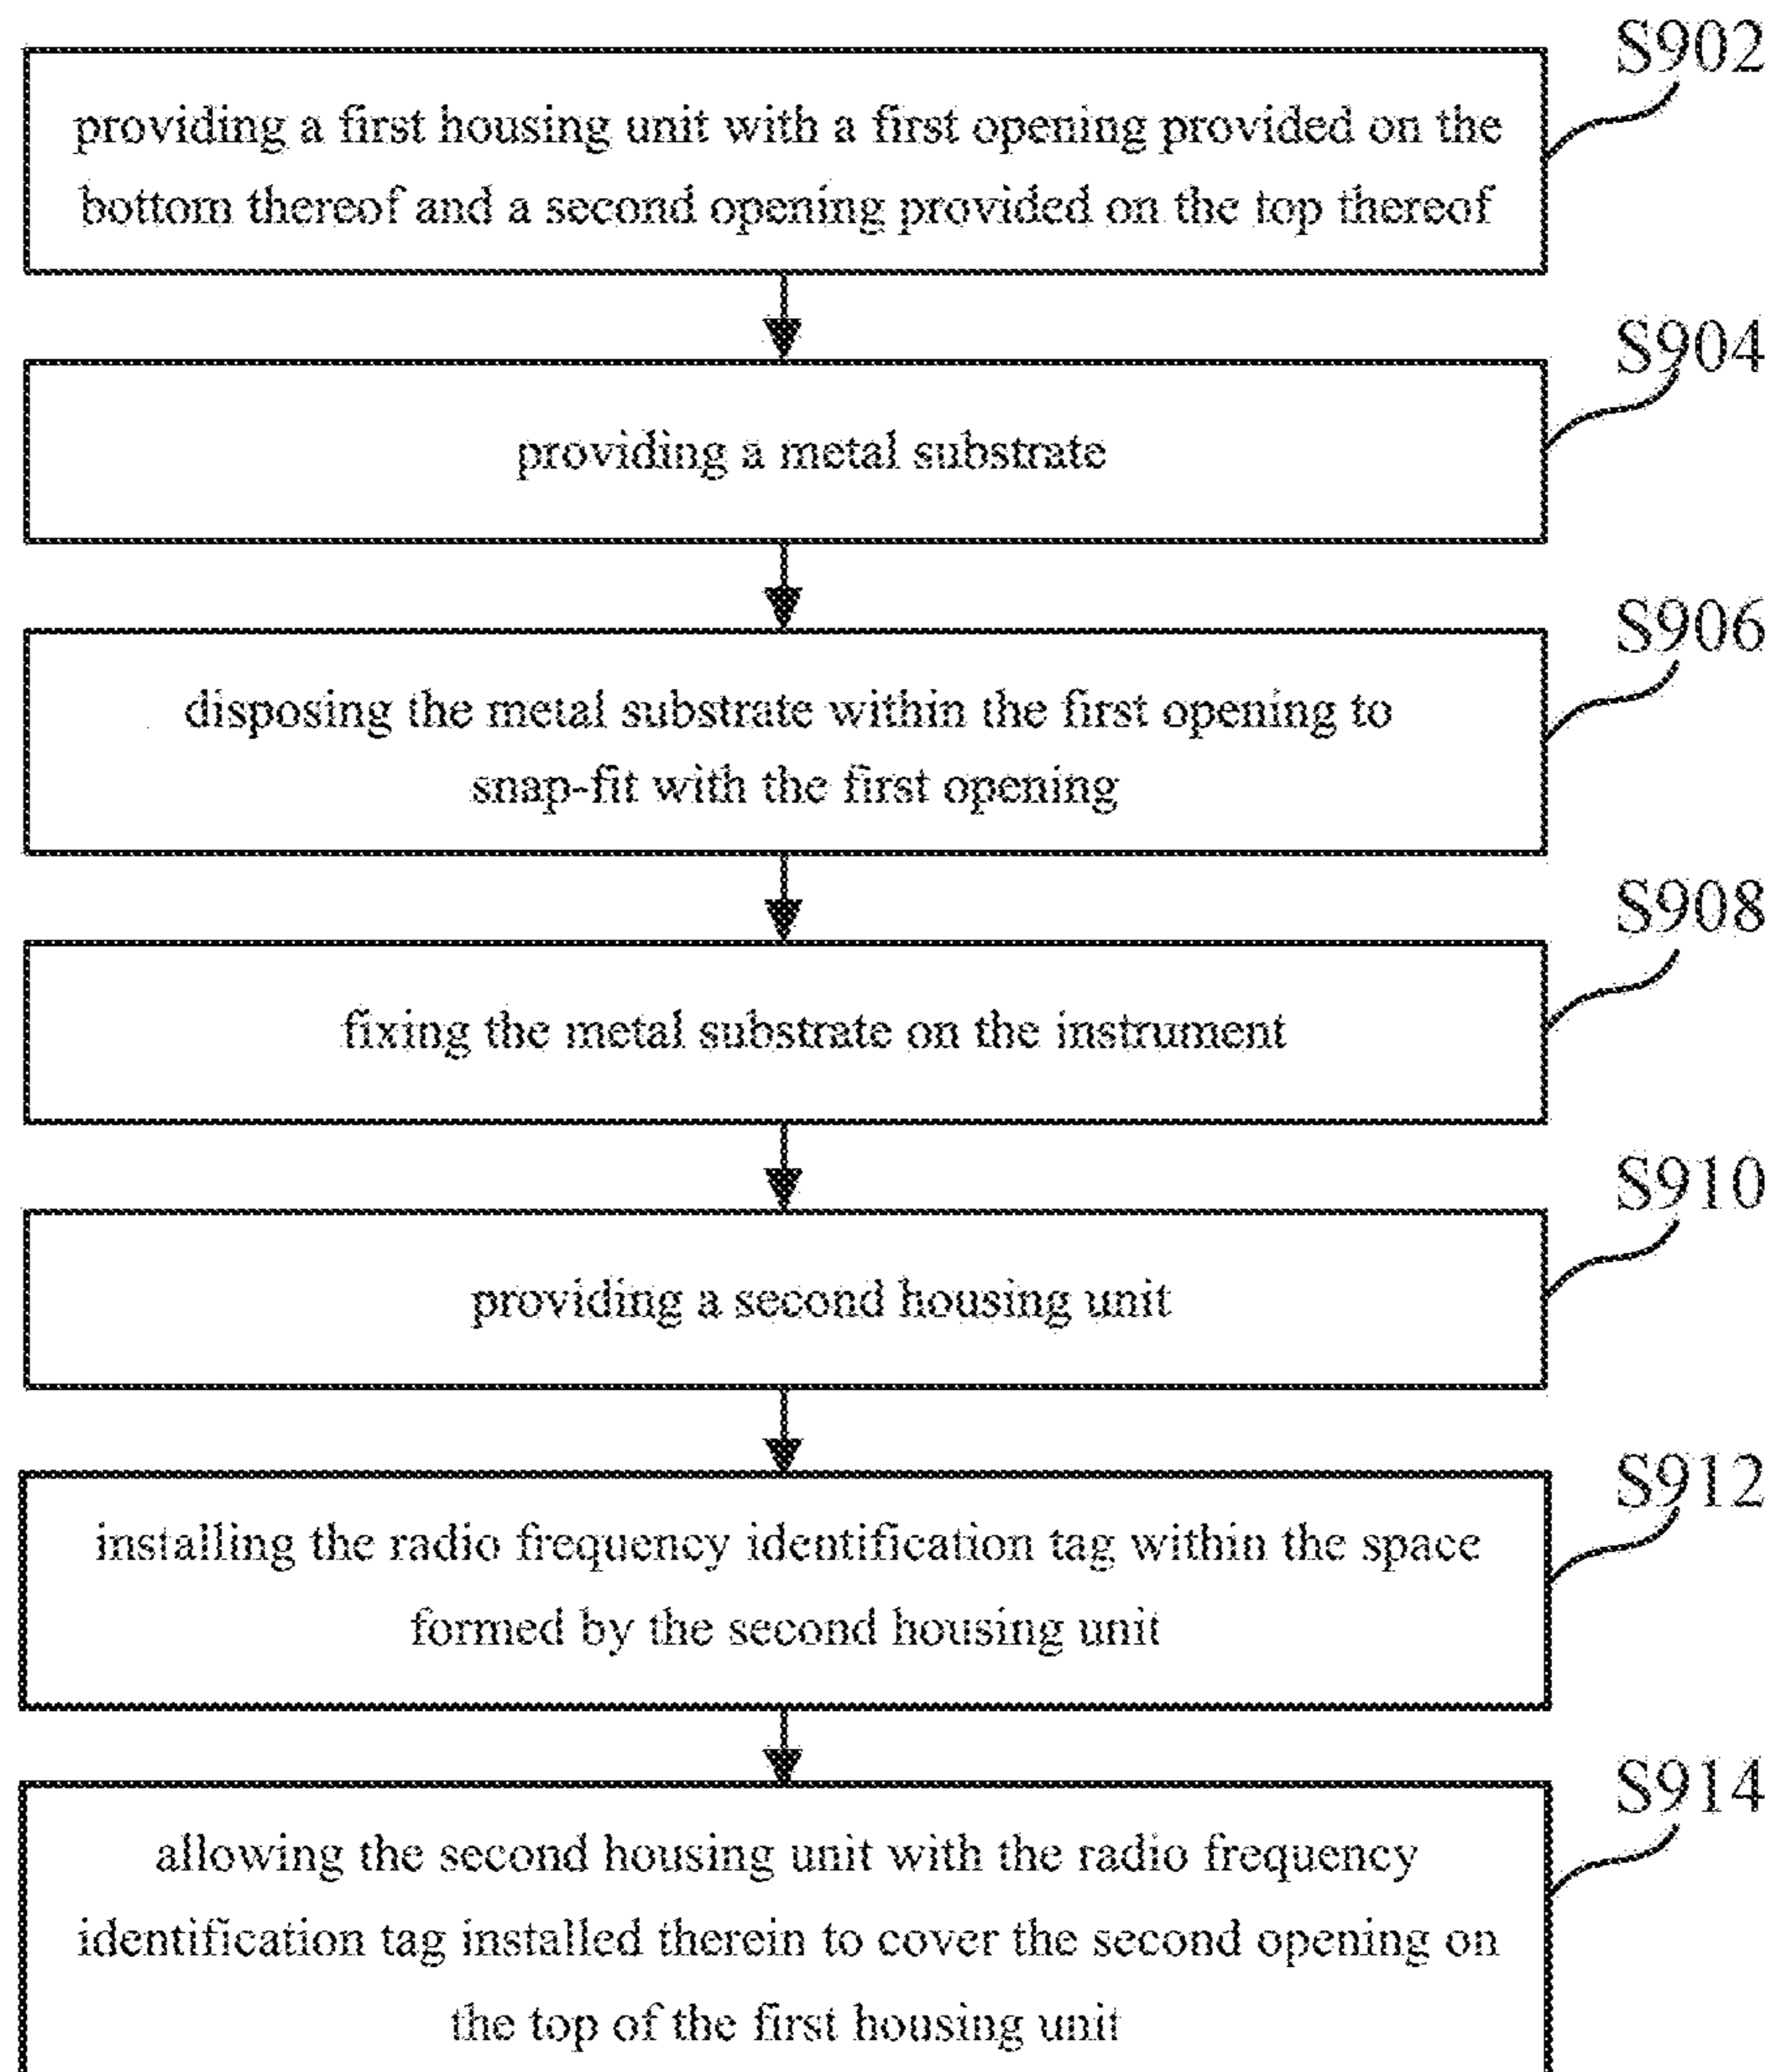 S902
providing a first housing unit with a first opening provided on the
bottom thereof and a second opening provided on the top thereof
S904
providing a metal substrate
S906
disposing the metal substrate within the first opening to
snap-fit with the first opening
S908
fixing the metal substrate on the instrument
S910
providing a second housing unit
S912
installing the radio frequency identification tag within the space
formed by the second housing unit
S914
allowing the second housing unit with the radio frequency
identification tag installed therein to cover the second opening on
the top of the first housing unit